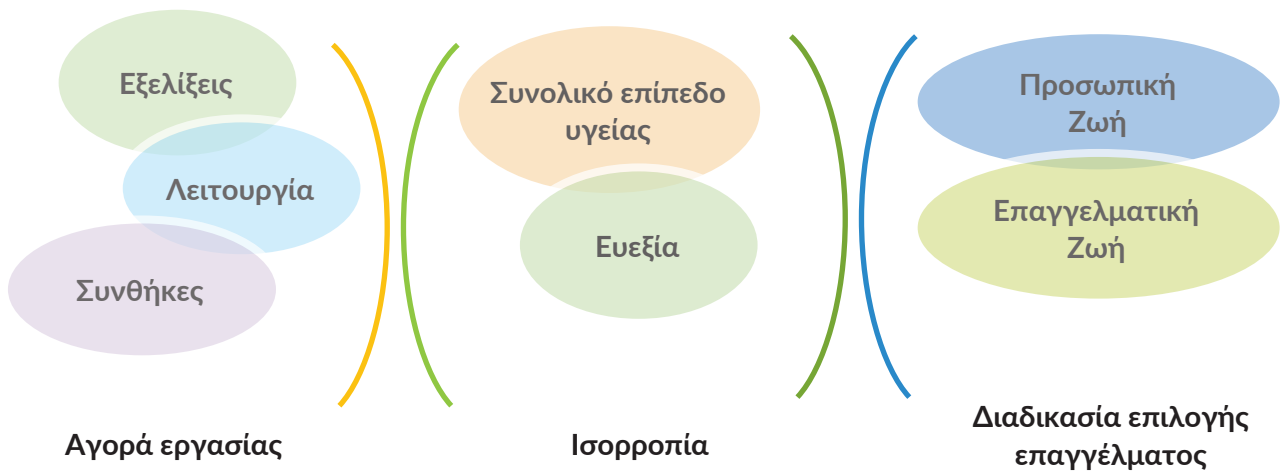 Εξελίξεις
Λειτουργία
Συνθήκες
Αγορά εργασίας
Συνολικό επίπεδο
υγείας
Ευεξία
Ισορροπία
Προσωπική
Ζωή
Επαγγελματική
Ζωή
Διαδικασία επιλογής
επαγγέλματος